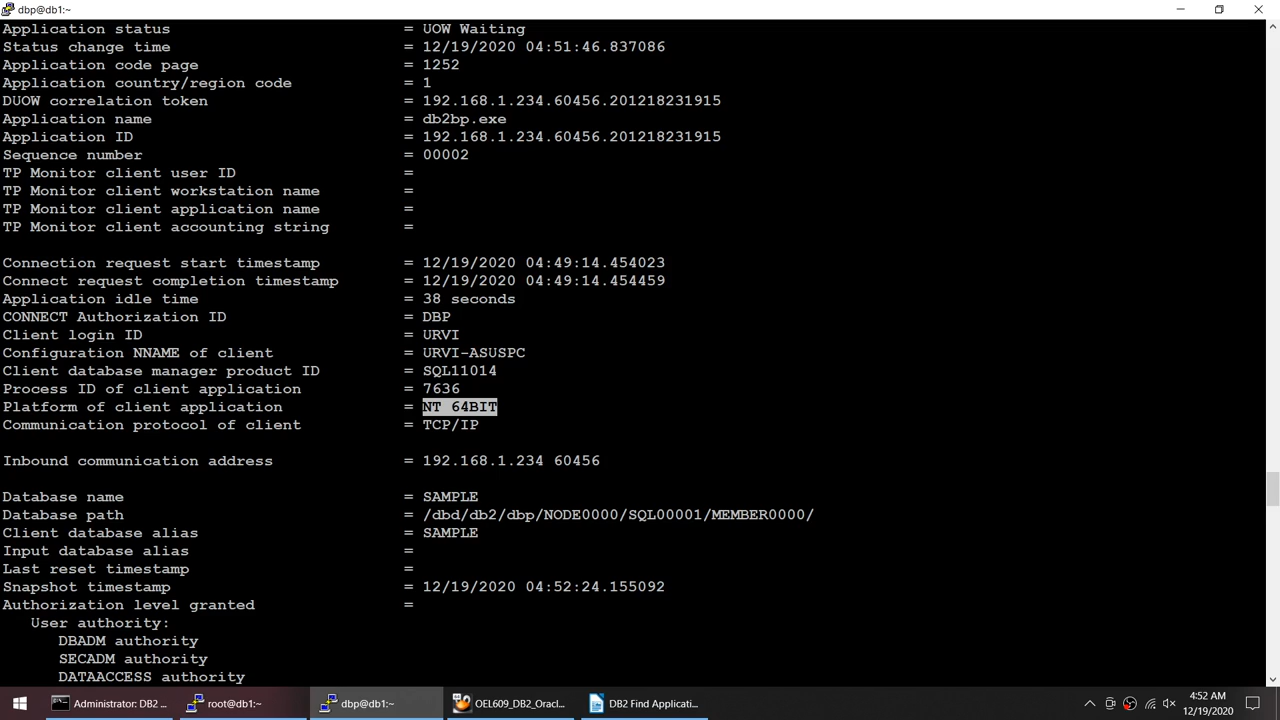 dbp@db1:~
Application status = UOW Waiting
Status change time = 12/19/2020 04:51:46.837086
Application code page = 1252
Application country/region code = 1
DUOW correlation token = 192.168.1.234.60456.201218231915
Application name = db2bp.exe
Application ID = 192.168.1.234.60456.201218231915
Sequence number = 00002
TP Monitor client user ID =
TP Monitor client workstation name =
TP Monitor client application name =
TP Monitor client accounting string =
Connection request start timestamp = 12/19/2020 04:49:14.454023
Connect request completion timestamp = 12/19/2020 04:49:14.454459
Application idle time = 38 seconds
CONNECT Authorization ID = DBP
Client login ID = URVI
Configuration NNAME of client = URVI-ASUSPC
Client database manager product ID = SQL11014
Process ID of client application = 7636
Platform of client application = NT 64BIT
Communication protocol of client = TCP/IP
Inbound communication address = 192.168.1.234 60456
Database name = SAMPLE
Database path = /dbd/db2/dbp/NODE0000/SQL00001/MEMBER0000/
Client database alias = SAMPLE
Input database alias =
Last reset timestamp =
Snapshot timestamp = 12/19/2020 04:52:24.155092
Authorization level granted =
User authority:
DBADM authority
SECADM authority
DATAACCESS authority
Administrator: DB2 ... root@db1:~ dbp@db1:~ OEL609_DB2_Oracl... DB2 Find Applicati... 4:52 AM
12/19/2020